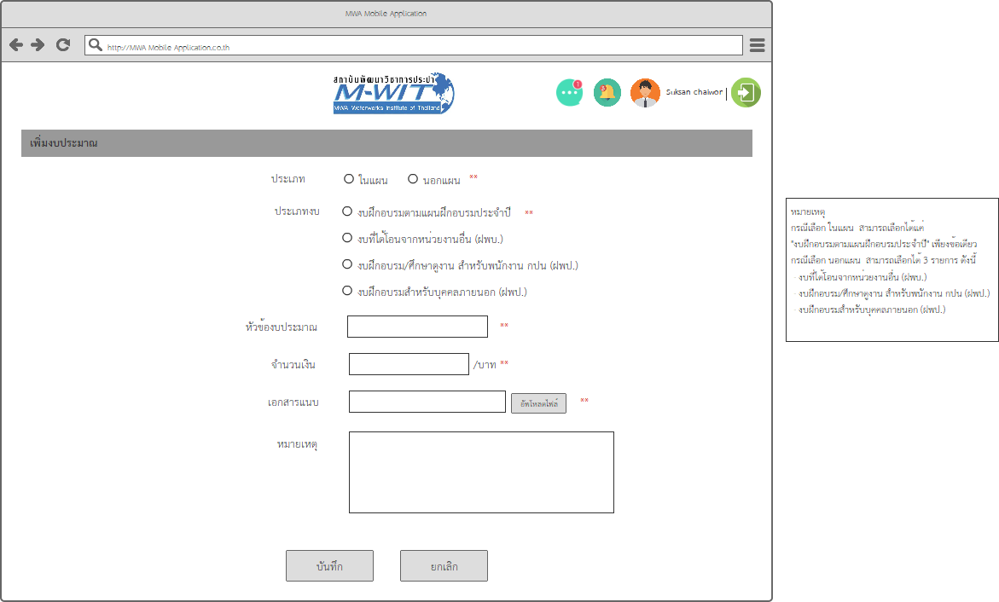 MWA Mobile Application
http://MWA Mobile Application.co.th
สถาบันพัฒนาวิชาการประปา
M-WIT
MWA Waterworks Institute of Thailand
1
3
Suksan chaiwon
เพิ่มงบประมาณ
ประเภท ในแผน นอกแผน **
ประเภทงบ งบฝึกอบรมตามแผนฝึกอบรมประจำปี **
งบที่ได้โอนจากหน่วยงานอื่น (ฝพบ.)
งบฝึกอบรม/ศึกษาดูงาน สำหรับพนักงาน กปน (ฝพป.)
งบฝึกอบรมสำหรับบุคคลภายนอก (ฝพป.)
หัวข้องบประมาณ **
จำนวนเงิน /บาท **
เอกสารแนบ อัพโหลดไฟล์ **
หมายเหตุ
บันทึก ยกเลิก
หมายเหตุ
กรณีเลือก ในแผน สามารถเลือกได้แค่
"งบฝึกอบรมตามแผนฝึกอบรมประจำปี" เพียงข้อเดียว
กรณีเลือก นอกแผน สามารถเลือกได้ 3 รายการ ดังนี้
- งบที่ได้โอนจากหน่วยงานอื่น (ฝพบ.)
- งบฝึกอบรม/ศึกษาดูงาน สำหรับพนักงาน กปน (ฝพป.)
- งบฝึกอบรมสำหรับบุคคลภายนอก (ฝพป.)